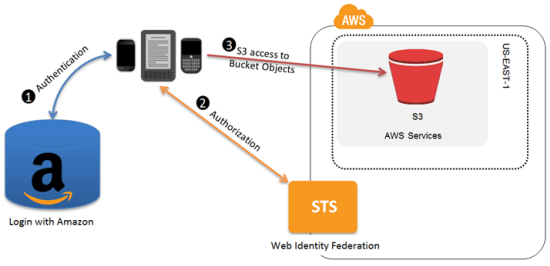 AWS
3
S3 access to
Bucket Objects
1
Authentication
US-EAST-1
S3
AWS Services
2
Authorization
a
Login with Amazon
STS
Web Identity Federation